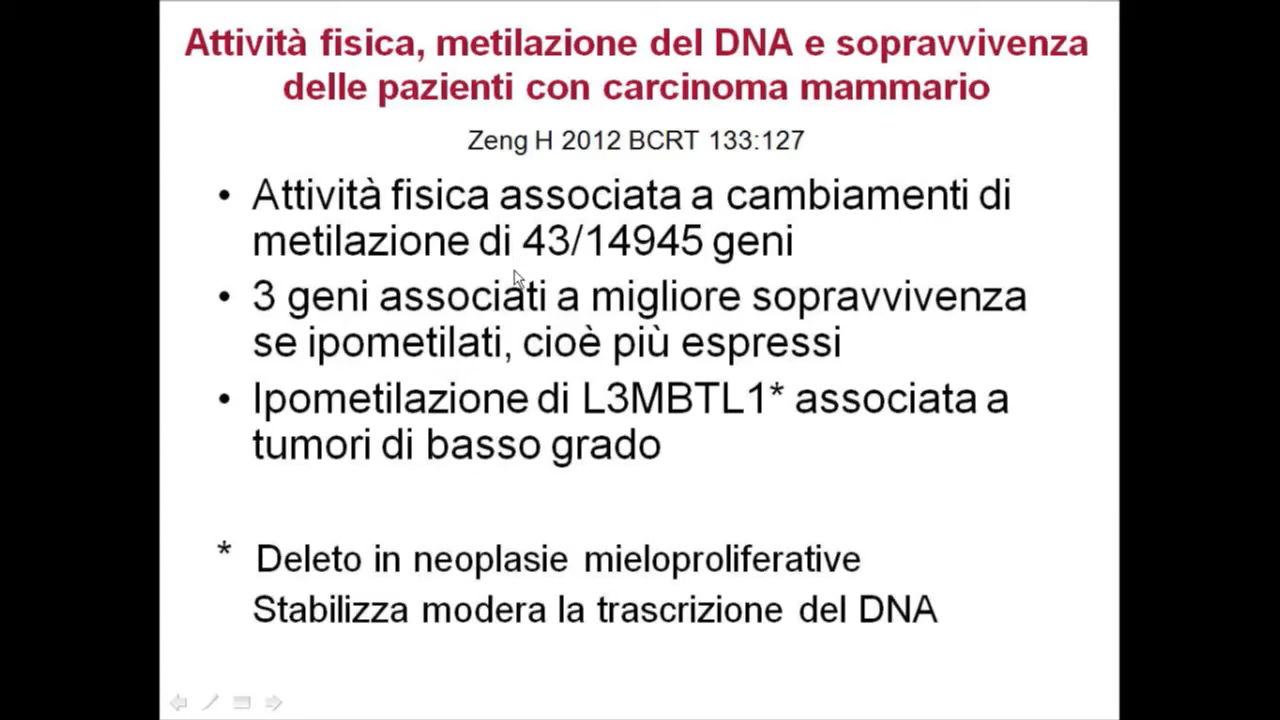 Attività fisica, metilazione del DNA e sopravvivenza
delle pazienti con carcinoma mammario
Zeng H 2012 BCRT 133:127
• Attività fisica associata a cambiamenti di
metilazione di 43/14945 geni
• 3 geni associati a migliore sopravvivenza
se ipometilati, cioè più espressi
• Ipometilazione di L3MBTL1* associata a
tumori di basso grado
* Deleto in neoplasie mieloproliferative
Stabilizza modera la trascrizione del DNA